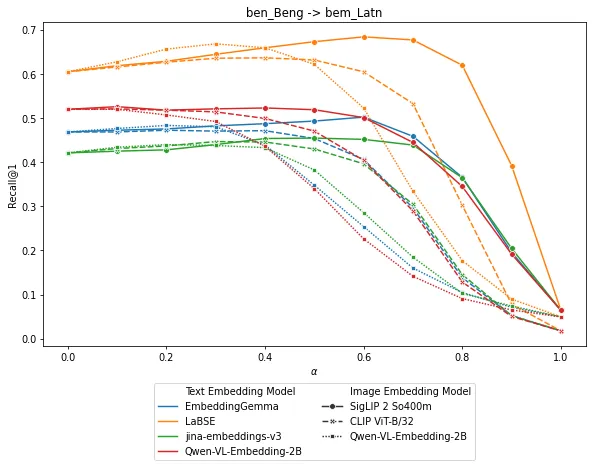 ben_Beng -> bem_Latn
0.7
0.6
0.5
0.4
0.3
0.2
0.1
0.0
Recall@1
0.0 0.2 0.4 0.6 0.8 1.0
α
Text Embedding Model Image Embedding Model
EmbeddingGemma SigLIP 2 So400m
LaBSE CLIP ViT-B/32
jina-embeddings-v3 Qwen-VL-Embedding-2B
Qwen-VL-Embedding-2B